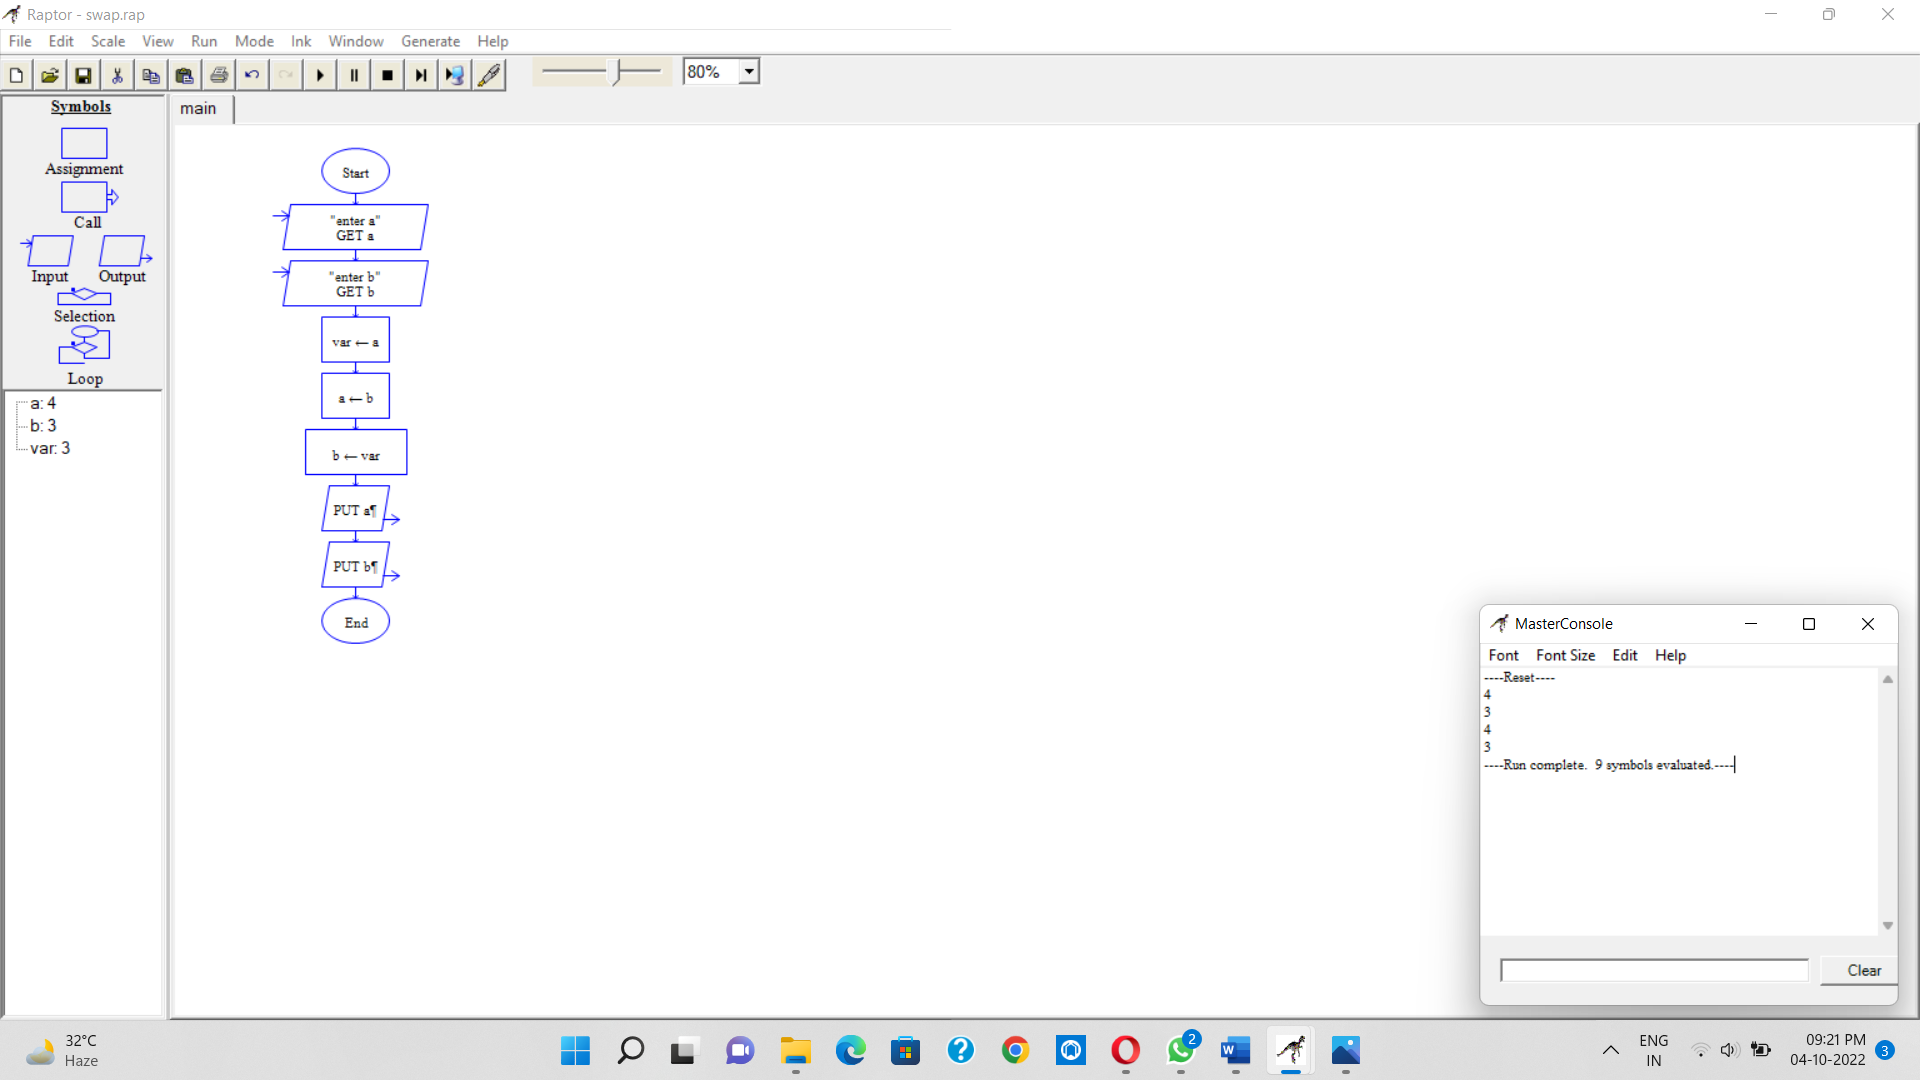 Raptor - swap.rap
File Edit Scale View Run Mode Ink Window Generate Help
80%
Symbols
Assignment
Call
Input Output
Selection
Loop
a: 4
b: 3
var: 3
main
Start
"enter a"
GET a
"enter b"
GET b
var ← a
a ← b
b ← var
PUT a¶
PUT b¶
End
MasterConsole
Font Font Size Edit Help
----Reset----
4
3
4
3
----Run complete. 9 symbols evaluated.----
Clear
32°C
Haze
2
W
ENG
IN
09:21 PM
04-10-2022
3